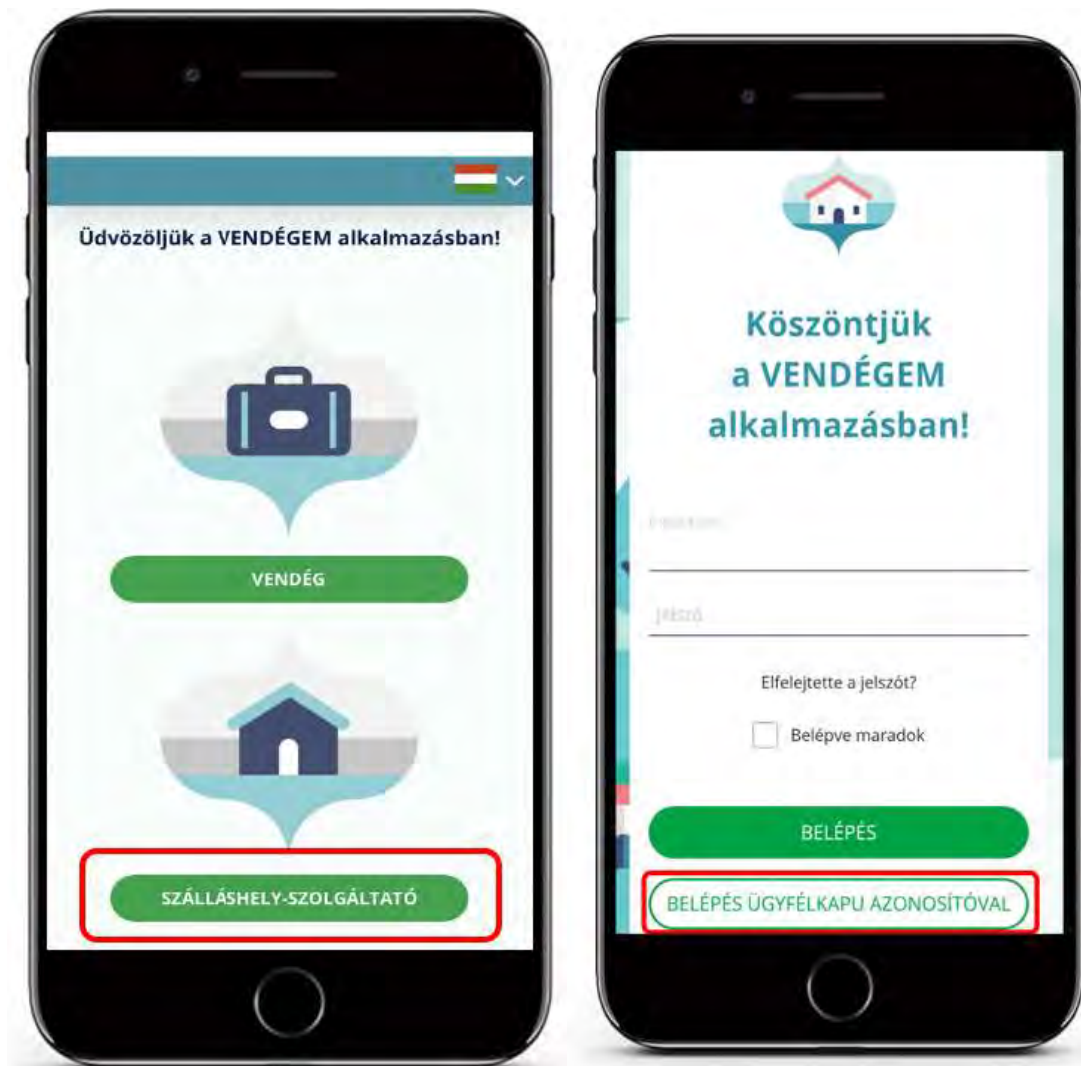 Üdvözöljük a VENDÉGEM alkalmazásban!
VENDÉG
SZÁLLÁSHELY-SZOLGÁLTATÓ
Köszöntjük
a VENDÉGEM
alkalmazásban!
Jelszó
Elfelejtette a jelszót?
Belépve maradok
BELÉPÉS
BELÉPÉS ÜGYFÉLKAPU AZONOSÍTÓVAL